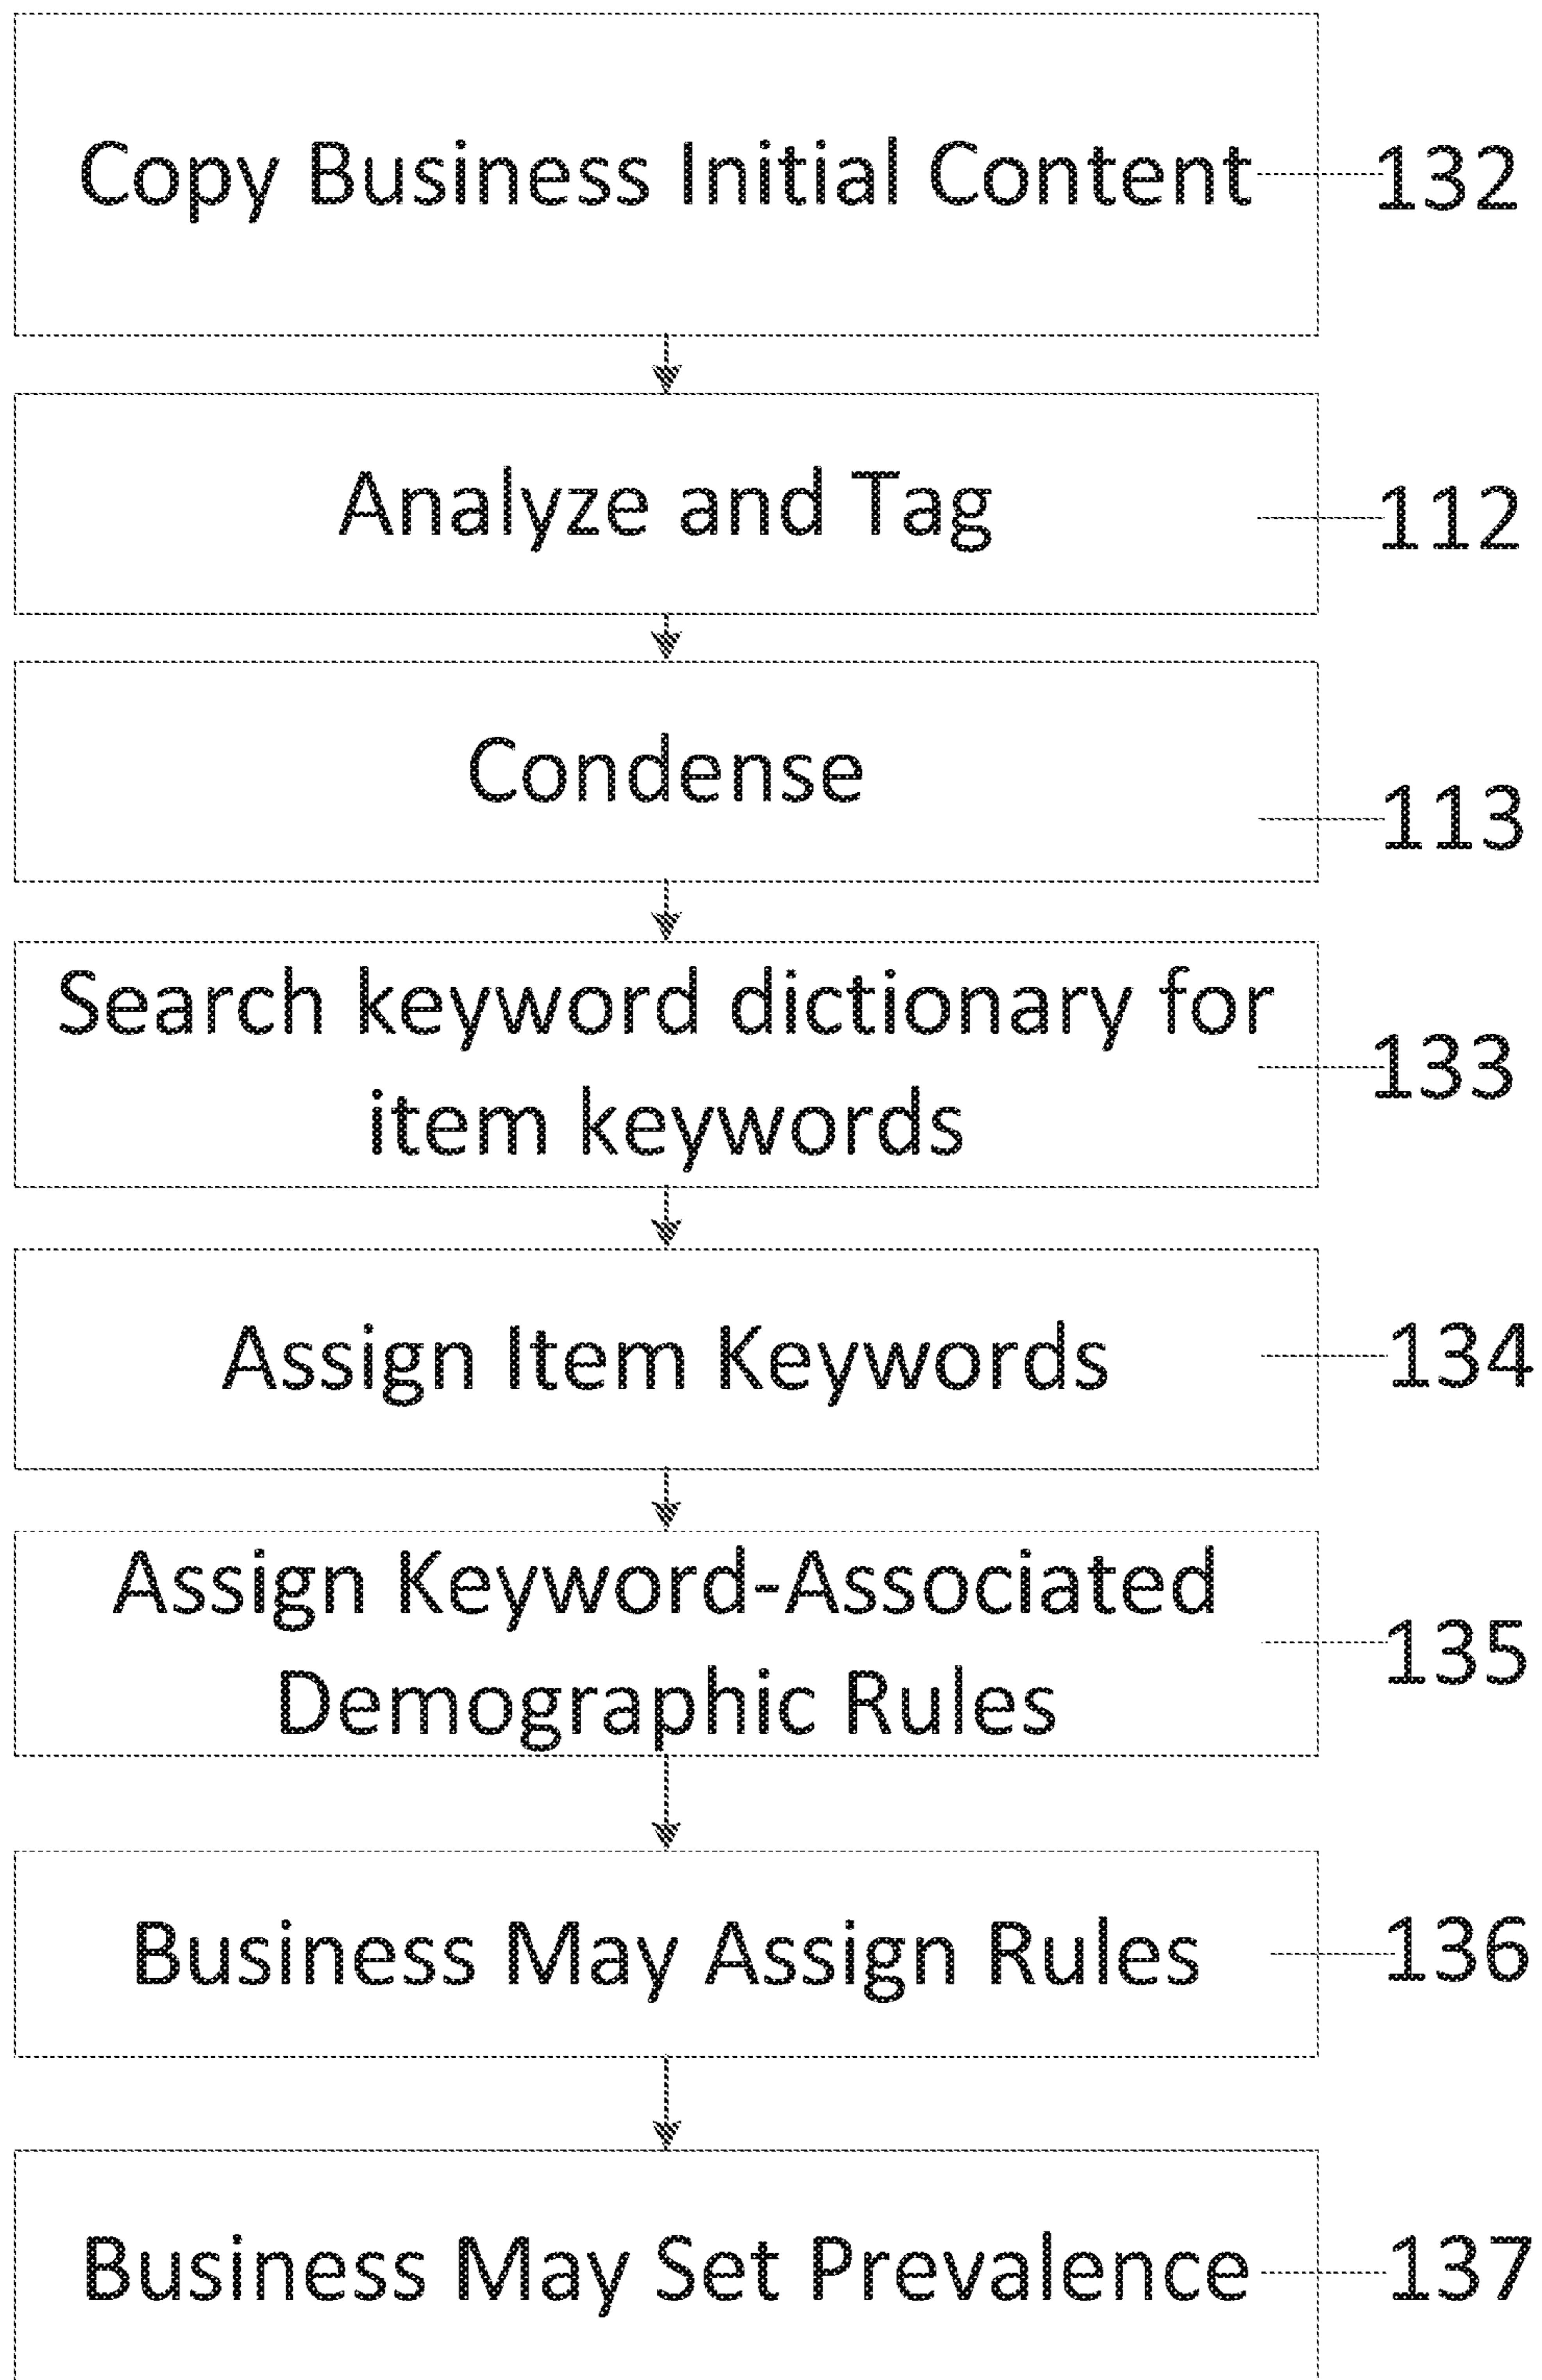 Copy Business Initial Content 132
Analyze and Tag 112
Condense 113
Search keyword dictionary for
item keywords 133
Assign Item Keywords 134
Assign Keyword-Associated
Demographic Rules 135
Business May Assign Rules 136
Business May Set Prevalence 137